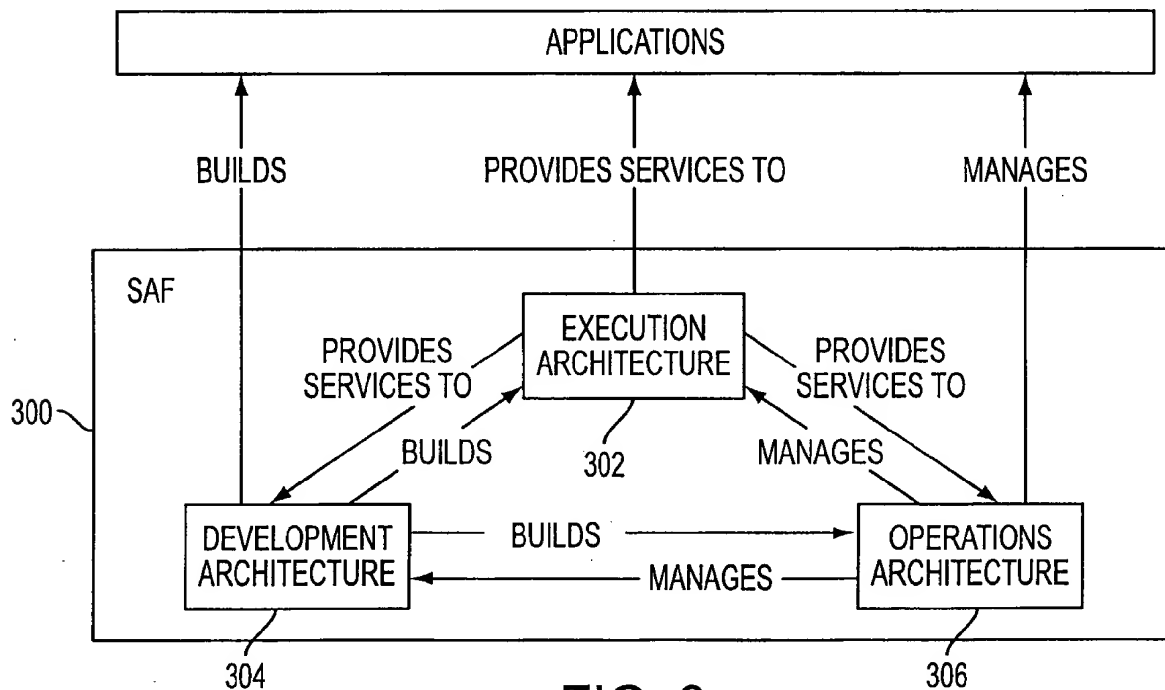 APPLICATIONS
BUILDS
PROVIDES SERVICES TO
MANAGES
SAF
EXECUTION
ARCHITECTURE
PROVIDES
SERVICES TO
PROVIDES
SERVICES TO
300
BUILDS
302
MANAGES
DEVELOPMENT
ARCHITECTURE
BUILDS
MANAGES
OPERATIONS
ARCHITECTURE
304
306